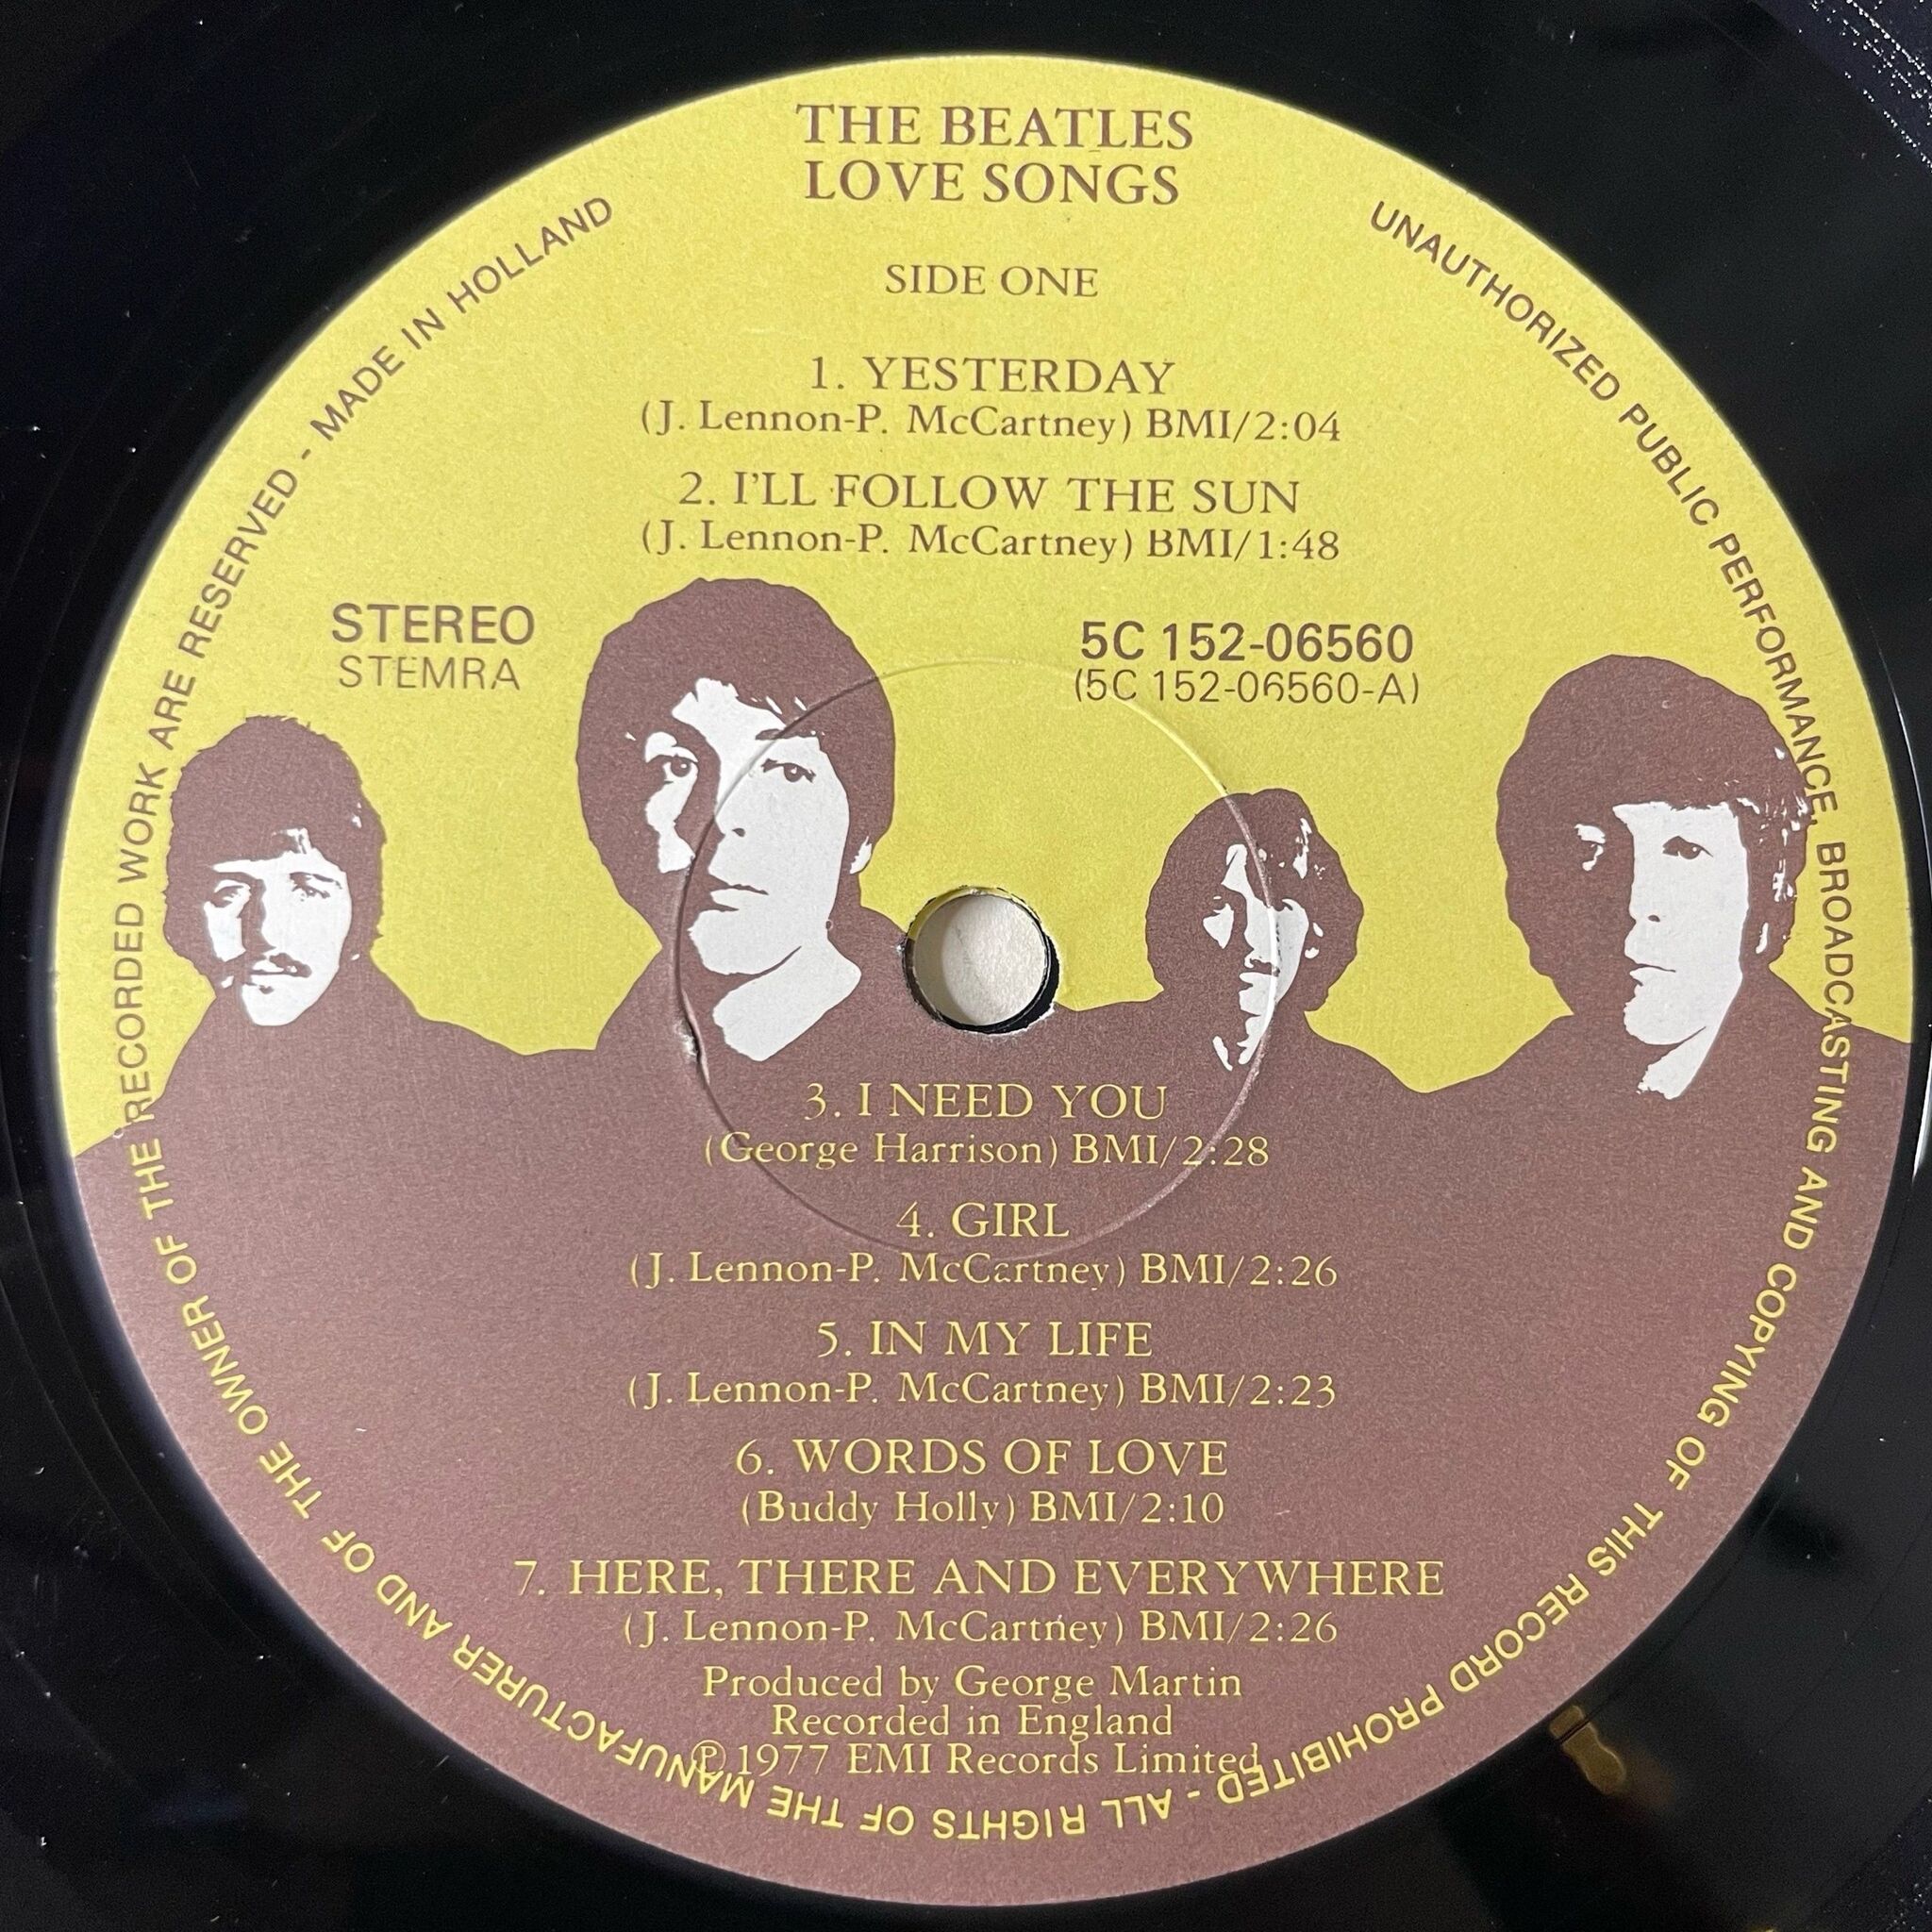 THE BEATLES
LOVE SONGS
SIDE ONE
1. YESTERDAY
(J. Lennon-P. McCartney) BMI/2:04
2. I'LL FOLLOW THE SUN
(J. Lennon-P. McCartney) BMI/1:48
STEREO
STEMRA
5C 152-06560
(5C 152-06560-A)
3. I NEED YOU
(George Harrison) BMI/2:28
4. GIRL
(J. Lennon-P. McCartney) BMI/2:26
5. IN MY LIFE
(J. Lennon-P. McCartney) BMI/2:23
6. WORDS OF LOVE
(Buddy Holly) BMI/2:10
7. HERE, THERE AND EVERYWHERE
(J. Lennon-P. McCartney) BMI/2:26
Produced by George Martin
Recorded in England
℗ 1977 EMI Records Limited
UNAUTHORIZED PUBLIC PERFORMANCE, BROADCASTING AND COPYING OF THIS RECORD PROHIBITED - ALL RIGHTS OF THE MANUFACTURER AND OF THE OWNER OF THE RECORDED WORK ARE RESERVED - MADE IN HOLLAND